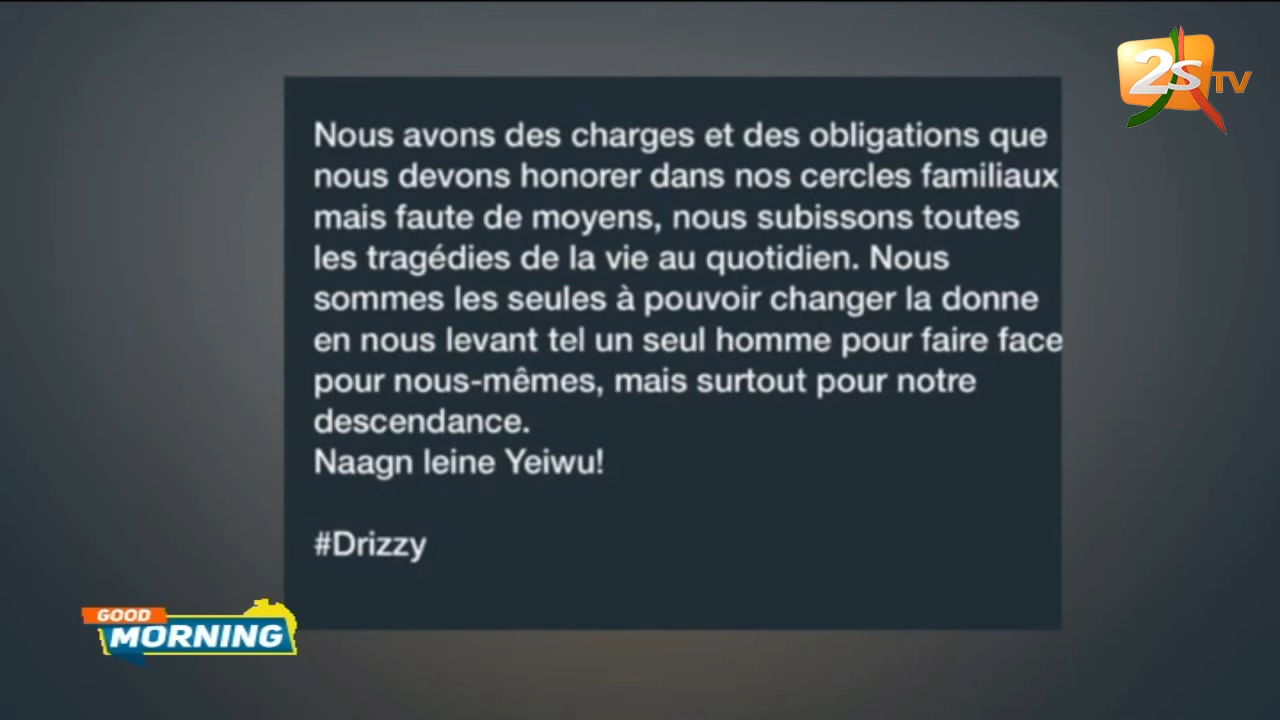 2s TV
Nous avons des charges et des obligations que
nous devons honorer dans nos cercles familiaux
mais faute de moyens, nous subissons toutes
les tragédies de la vie au quotidien. Nous
sommes les seules à pouvoir changer la donne
en nous levant tel un seul homme pour faire face
pour nous-mêmes, mais surtout pour notre
descendance.
Naagn leine Yeiwu!
#Drizzy
GOOD
MORNING